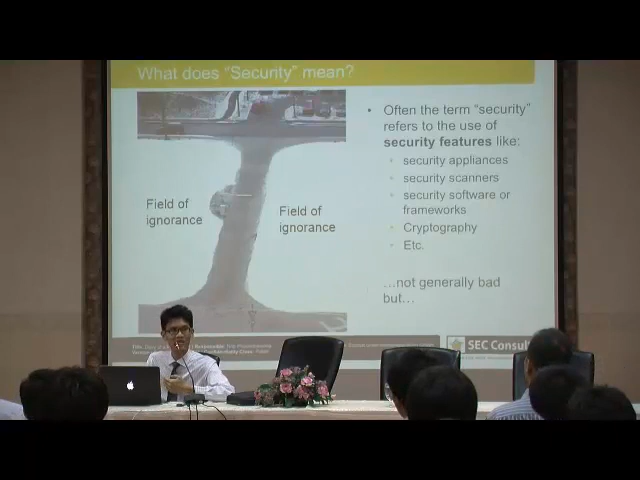 What does “Security” mean?
Field of
ignorance
Field of
ignorance
• Often the term “security”
refers to the use of
security features like:
• security appliances
• security scanners
• security software or
frameworks
• Cryptography
• Etc.
…not generally bad
but…
SEC Consult